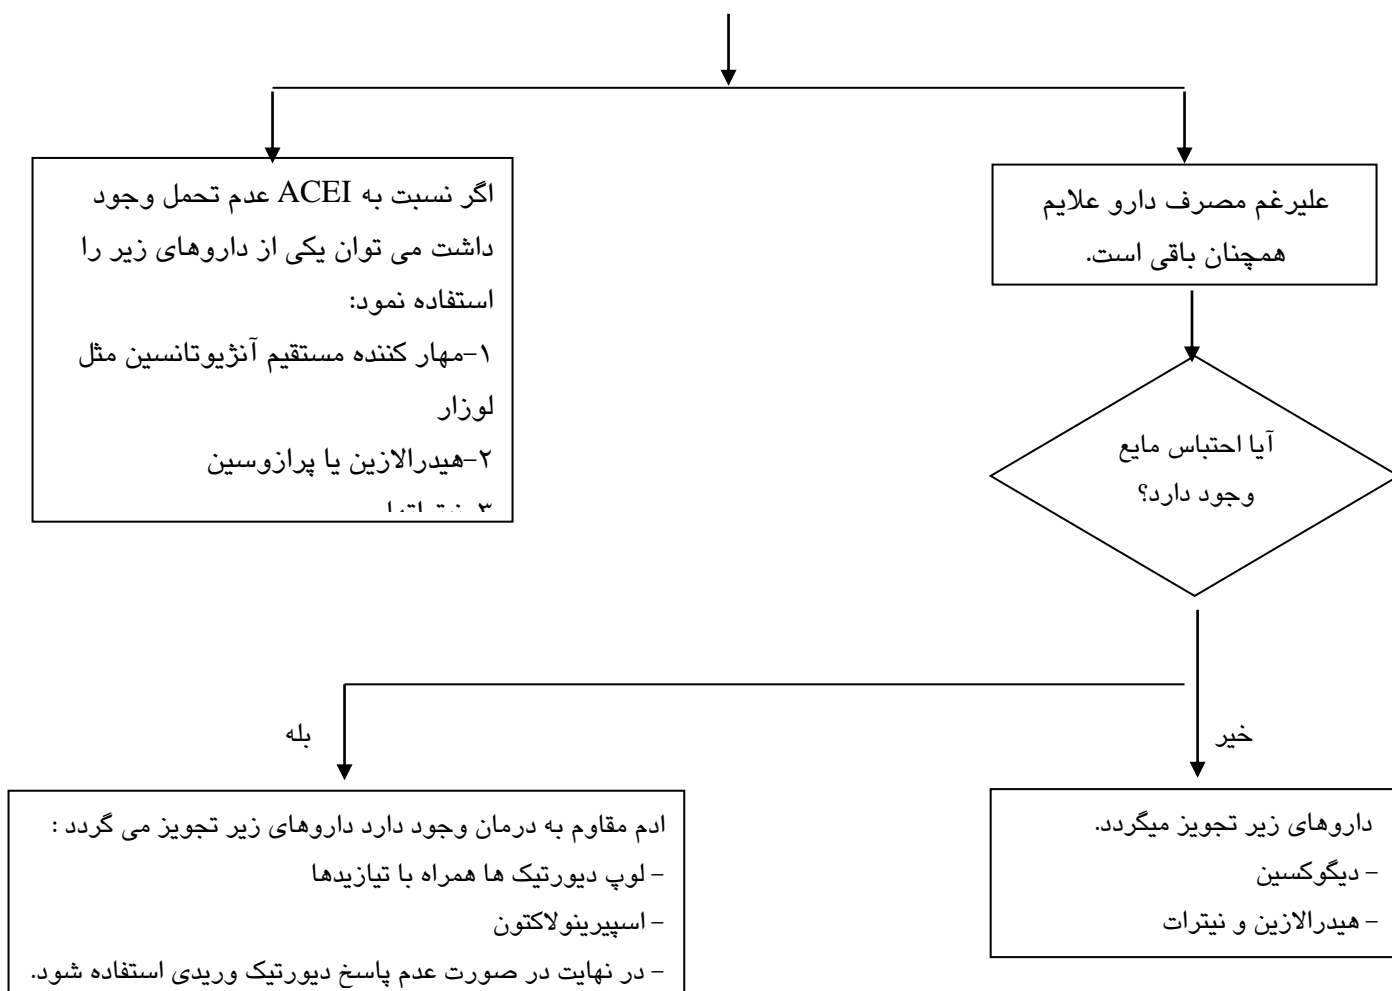 اگر نسبت به ACEI عدم تحمل وجود
داشت می توان یکی از داروهای زیر را
استفاده نمود:
۱–مهار کننده مستقیم آنژیوتانسین مثل
لوزار
۲–هیدرالازین یا پرازوسین
علیرغم مصرف دارو علایم
همچنان باقی است.
آیا احتباس مایع
وجود دارد؟
بله
خیر
ادم مقاوم به درمان وجود دارد داروهای زیر تجویز می گردد :
– لوپ دیورتیک ها همراه با تیازیدها
– اسپیرینولاکتون
– در نهایت در صورت عدم پاسخ دیورتیک وریدی استفاده شود.
داروهای زیر تجویز میگردد.
– دیگوکسین
– هیدرالازین و نیترات